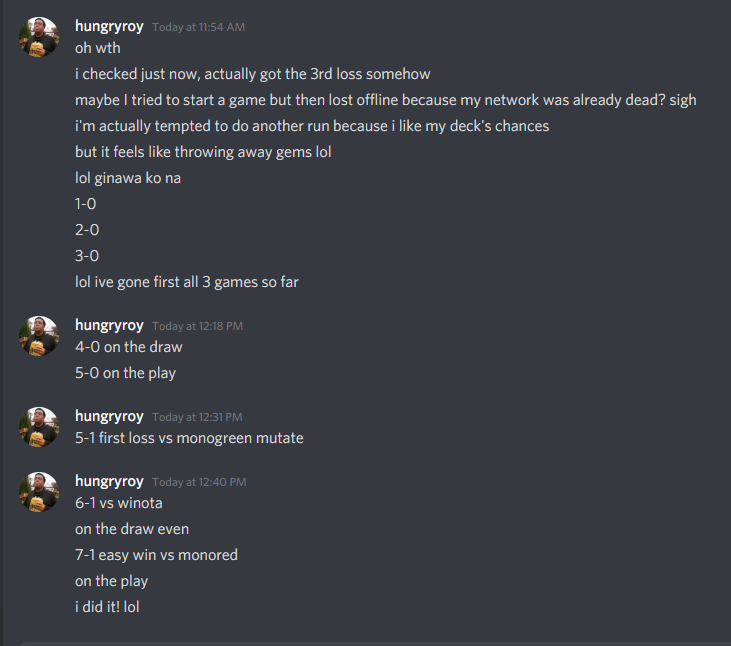 hungryroy Today at 11:54 AM
oh wth
i checked just now, actually got the 3rd loss somehow
maybe I tried to start a game but then lost offline because my network was already dead? sigh
i'm actually tempted to do another run because i like my deck's chances
but it feels like throwing away gems lol
lol ginawa ko na
1-0
2-0
3-0
lol ive gone first all 3 games so far
hungryroy Today at 12:18 PM
4-0 on the draw
5-0 on the play
hungryroy Today at 12:31 PM
5-1 first loss vs monogreen mutate
hungryroy Today at 12:40 PM
6-1 vs winota
on the draw even
7-1 easy win vs monored
on the play
i did it! lol